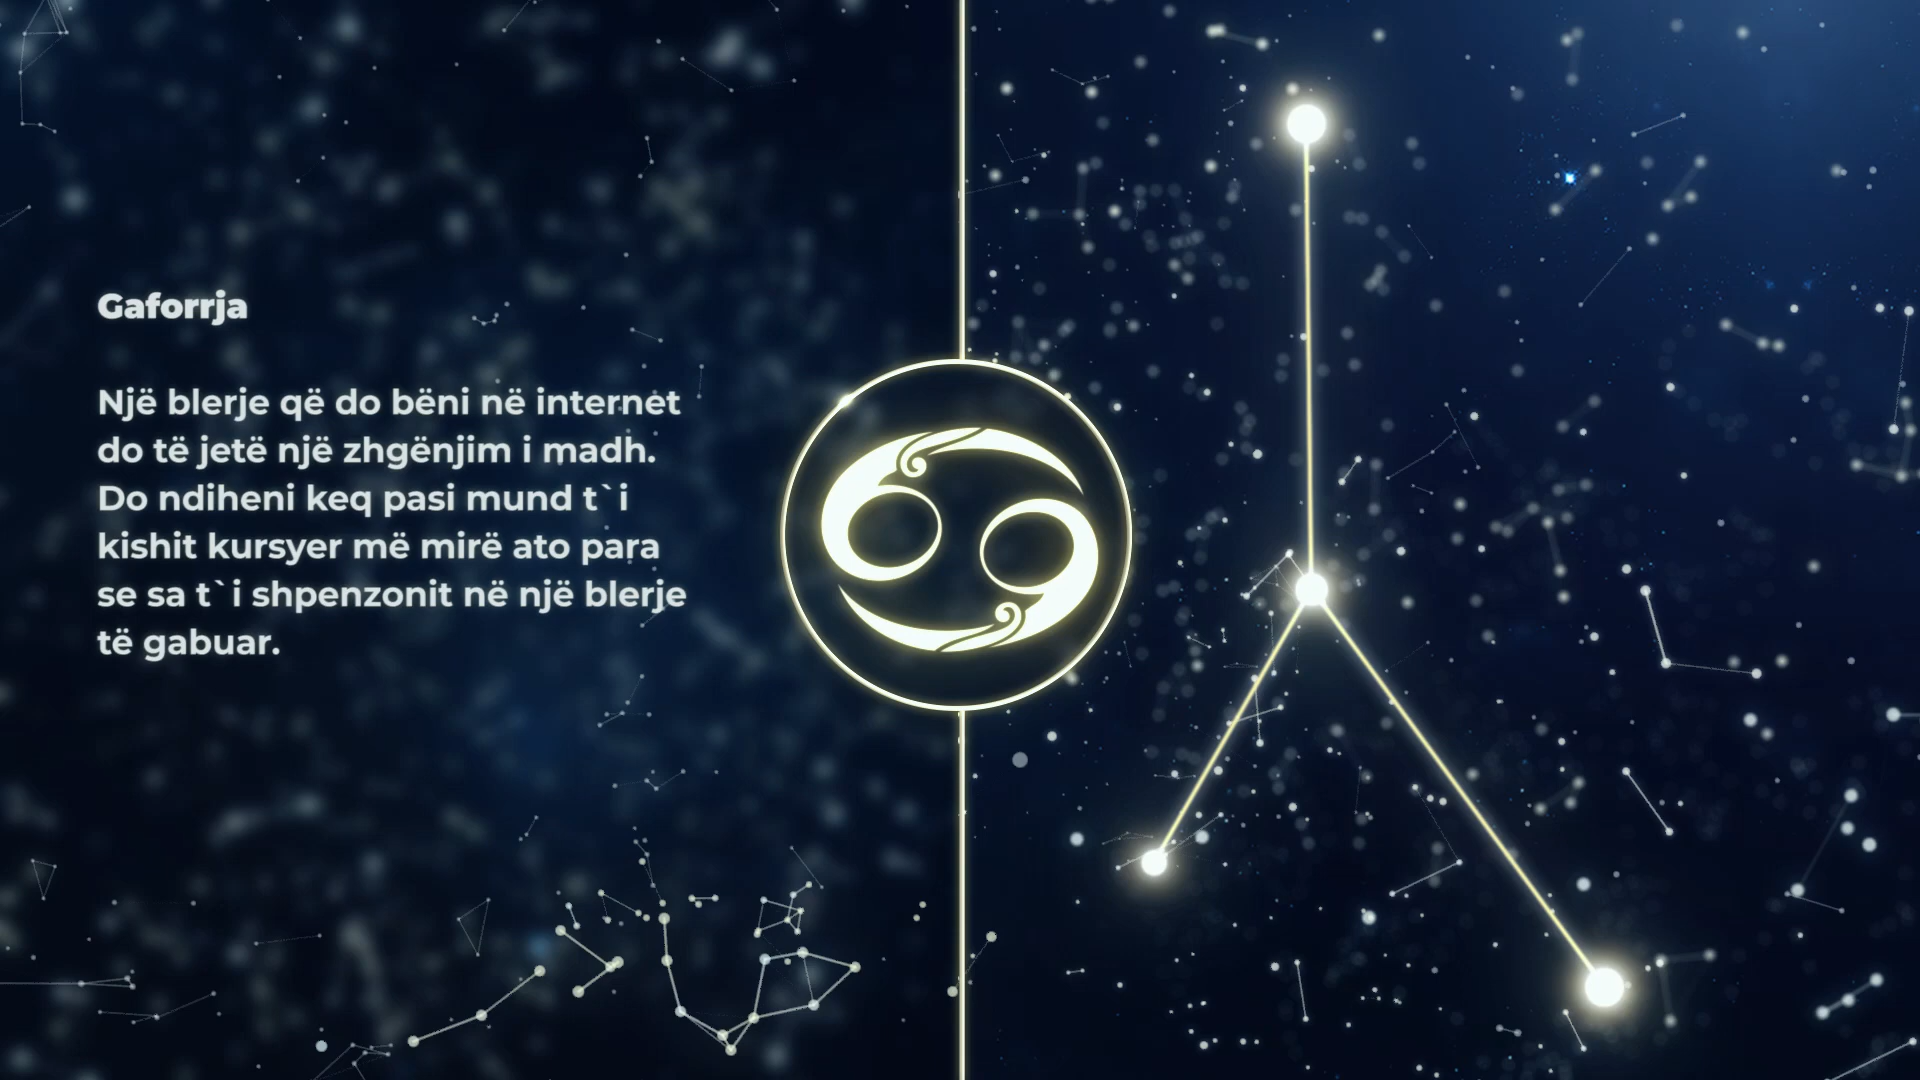 Gaforrja
Një blerje që do bëni në internet
do të jetë një zhgënjim i madh.
Do ndiheni keq pasi mund t`i
kishit kursyer më mirë ato para
se sa t`i shpenzonit në një blerje
të gabuar.